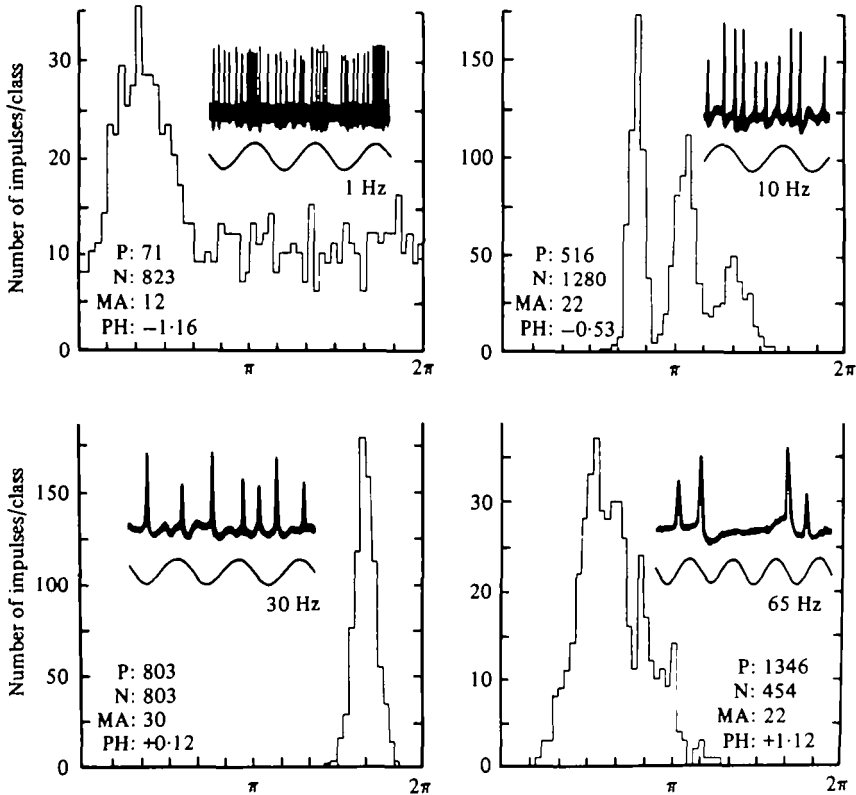 Number of impulses/class
30
20
10
0
1 Hz
P: 71
N: 823
MA: 12
PH: −1·16
π
2π
150
100
50
0
10 Hz
P: 516
N: 1280
MA: 22
PH: −0·53
π
2π
Number of impulses/class
150
100
50
0
30 Hz
P: 803
N: 803
MA: 30
PH: +0·12
π
2π
30
20
10
0
65 Hz
P: 1346
N: 454
MA: 22
PH: +1·12
π
2π